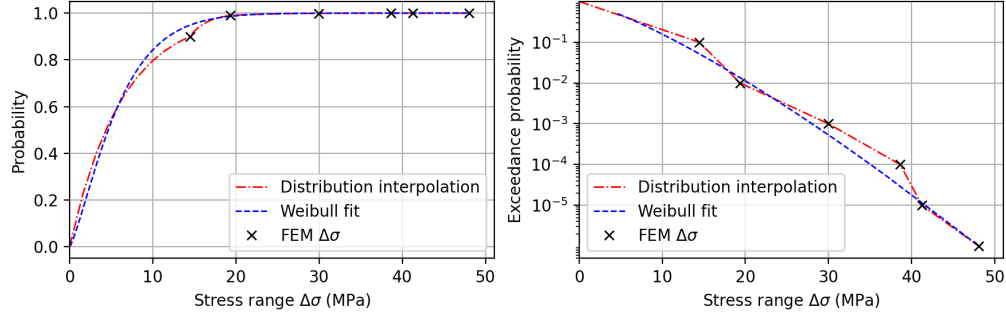 Probability
1.0
0.8
0.6
0.4
0.2
0.0
Distribution interpolation
Weibull fit
FEM Δσ
0
10
20
30
40
50
Stress range Δσ (MPa)
Exceedance probability
10⁻¹
10⁻²
10⁻³
10⁻⁴
10⁻⁵
Distribution interpolation
Weibull fit
FEM Δσ
0
10
20
30
40
50
Stress range Δσ (MPa)